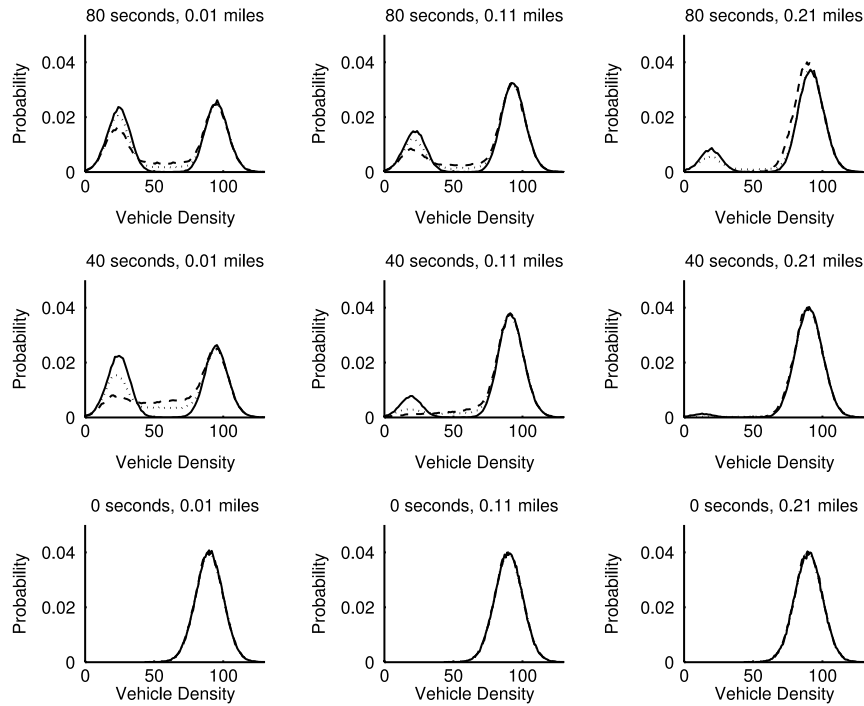 80 seconds, 0.01 miles
80 seconds, 0.11 miles
80 seconds, 0.21 miles
Probability
0.04
0.02
0
0 50 100
Vehicle Density
Probability
0.04
0.02
0
0 50 100
Vehicle Density
Probability
0.04
0.02
0
0 50 100
Vehicle Density
40 seconds, 0.01 miles
40 seconds, 0.11 miles
40 seconds, 0.21 miles
Probability
0.04
0.02
0
0 50 100
Vehicle Density
Probability
0.04
0.02
0
0 50 100
Vehicle Density
Probability
0.04
0.02
0
0 50 100
Vehicle Density
0 seconds, 0.01 miles
0 seconds, 0.11 miles
0 seconds, 0.21 miles
Probability
0.04
0.02
0
0 50 100
Vehicle Density
Probability
0.04
0.02
0
0 50 100
Vehicle Density
Probability
0.04
0.02
0
0 50 100
Vehicle Density